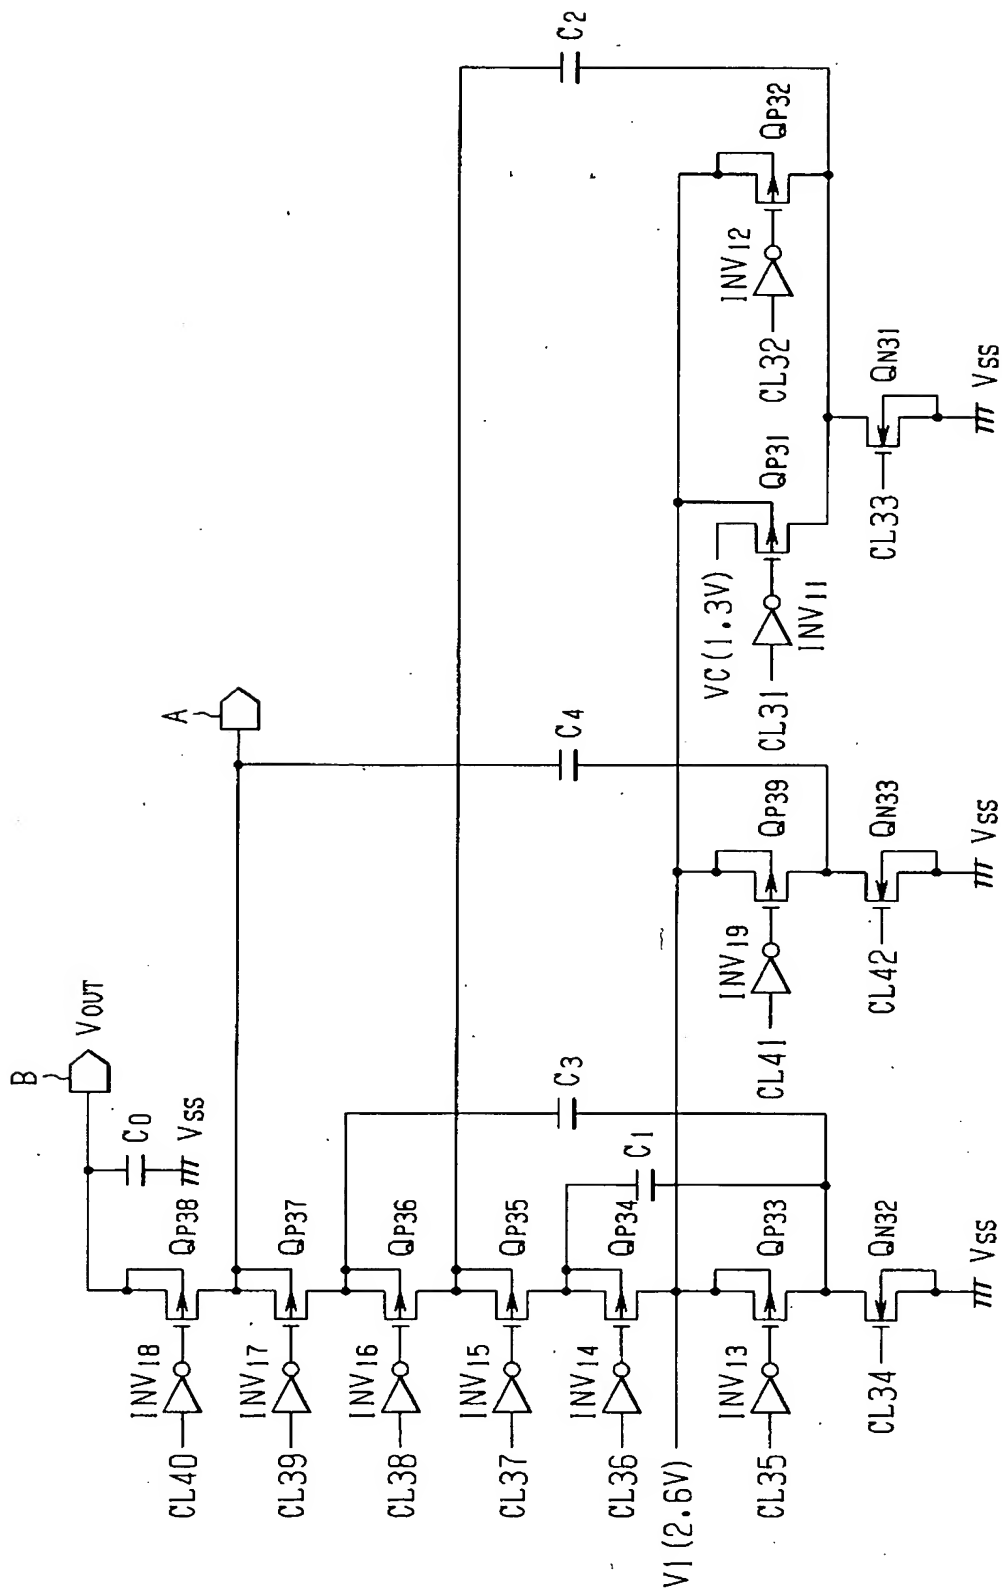 B
VOUT
C0
VSS
A
C2
CL40
INV18
QP38
CL39
INV17
QP37
CL38
INV16
QP36
CL37
INV15
QP35
CL36
INV14
QP34
C1
C3
C4
V1(2.6V)
CL35
INV13
QP33
CL34
QN32
VSS
CL41
INV19
QP39
CL42
QN33
VSS
VC(1.3V)
CL31
INV11
QP31
CL32
INV12
QP32
CL33
QN31
VSS